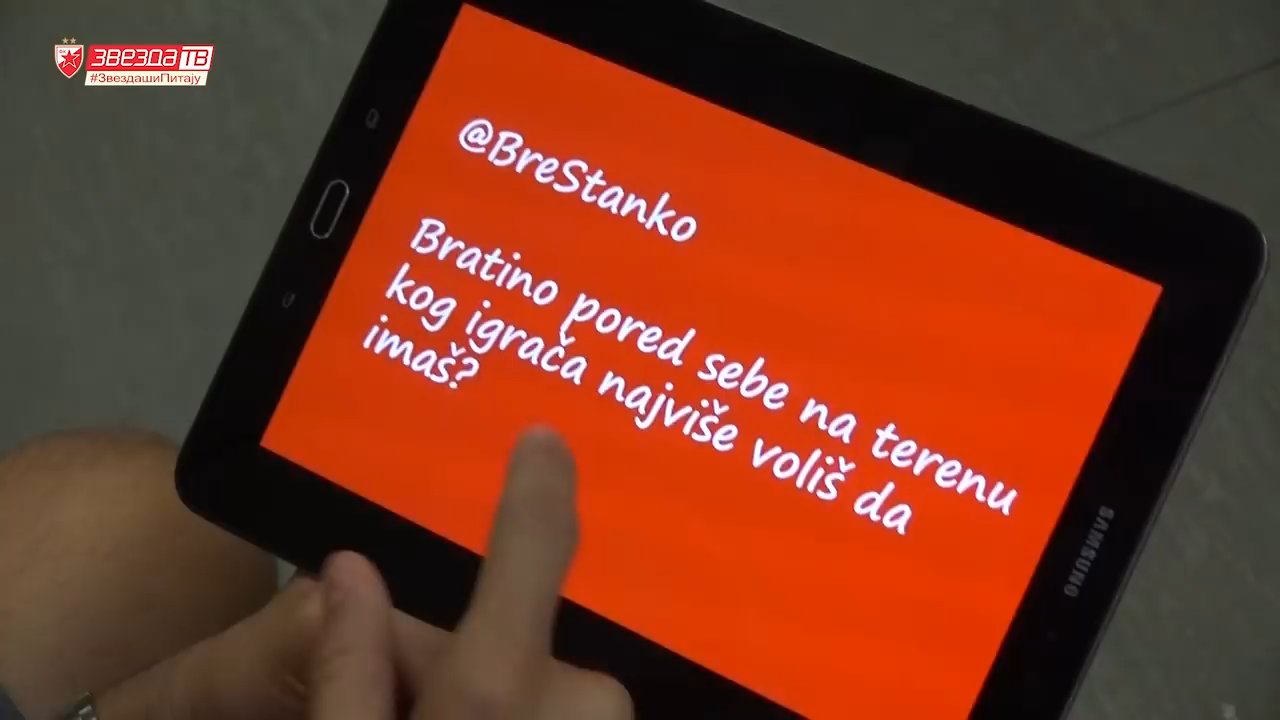 ЗВЕЗДА ТВ
#ЗвездашиПитају
@BreStanko
Bratino pored sebe na terenu
kog igrača najviše voliš da
imaš?
SAMSUNG